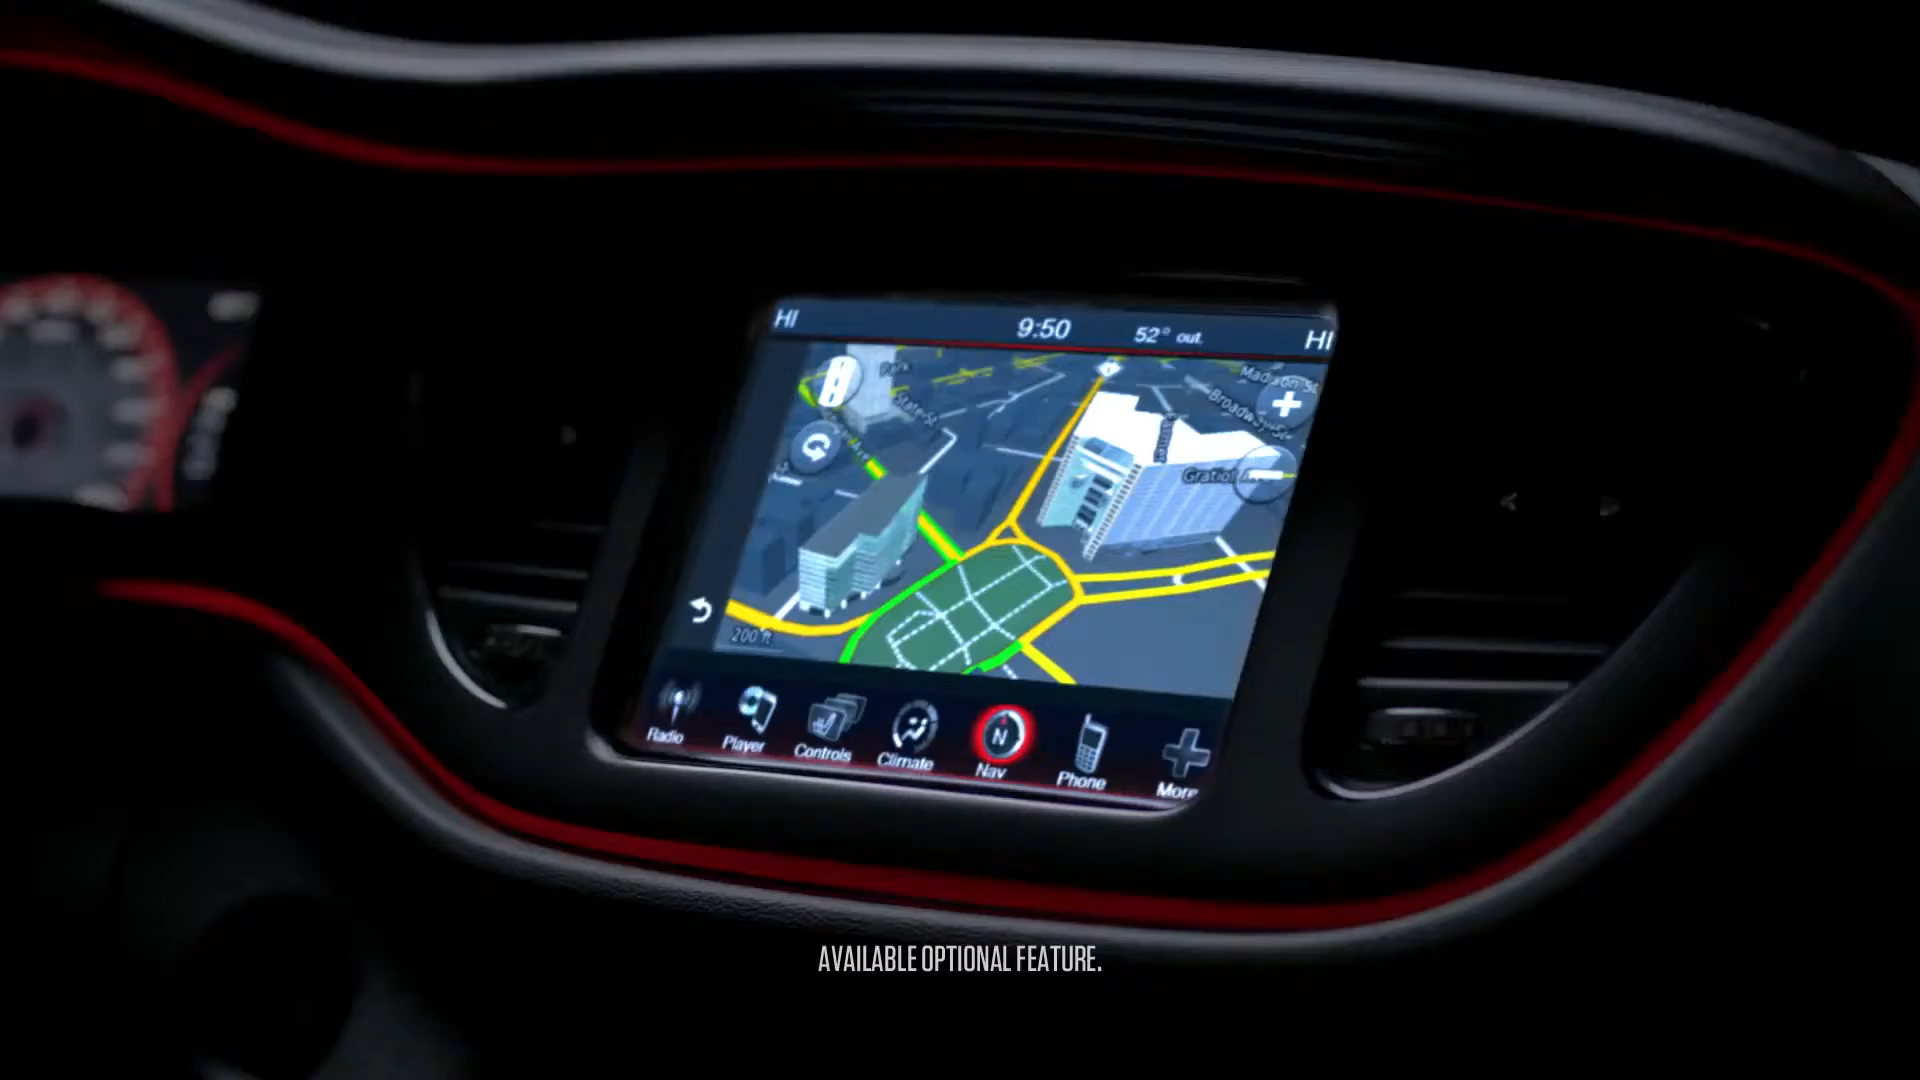 HI 9:50 52° out. HI
Park
Madison St
State St
Broadway St
Gratiot
200 ft
Radio Player Controls Climate Nav Phone More
N
AVAILABLE OPTIONAL FEATURE.